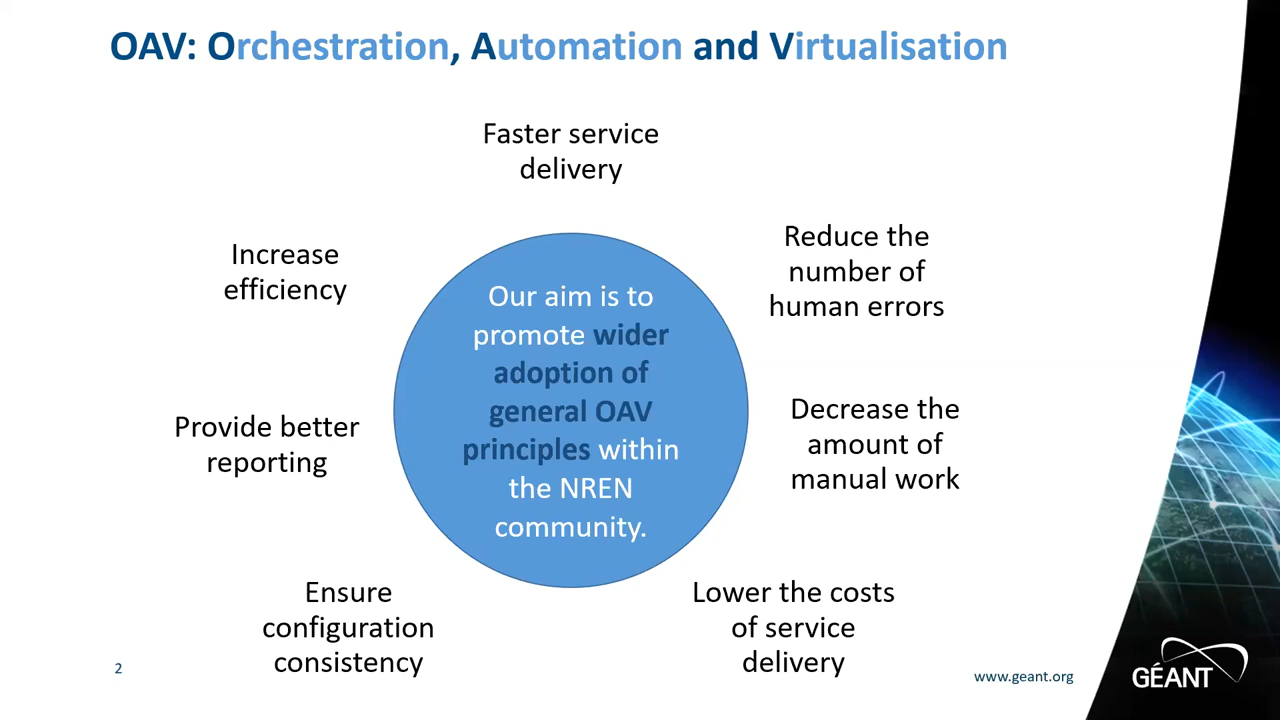 OAV: Orchestration, Automation and Virtualisation
Faster service
delivery
Reduce the
number of
human errors
Increase
efficiency
Our aim is to
promote wider
adoption of
general OAV
principles within
the NREN
community.
Decrease the
amount of
manual work
Provide better
reporting
Lower the costs
of service
delivery
Ensure
configuration
consistency
2
www.geant.org
GÉANT